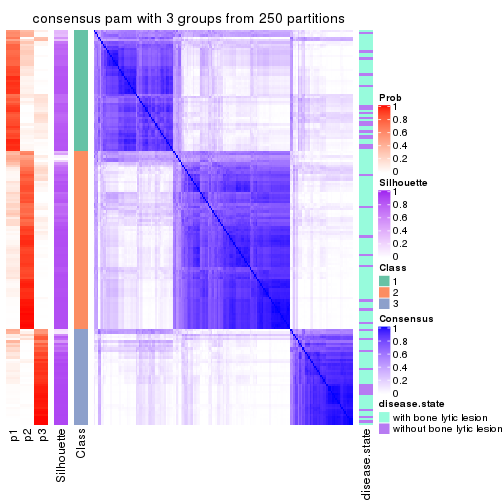 consensus pam with 3 groups from 250 partitions
Prob
1
0.8
0.6
0.4
0.2
0
Silhouette
1
0.8
0.6
0.4
0.2
0
Class
1
2
3
Consensus
1
0.8
0.6
0.4
0.2
0
disease.state
with bone lytic lesion
without bone lytic lesion
p1
p2
p3
Silhouette
Class
disease.state